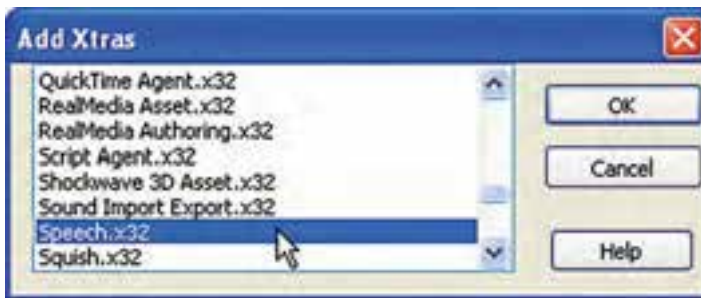 Add Xtras
QuickTime Agent.x32
RealMedia Asset.x32
RealMedia Authoring.x32
Script Agent.x32
Shockwave 3D Asset.x32
Sound Import Export.x32
Speech.x32
Squish.x32
OK
Cancel
Help